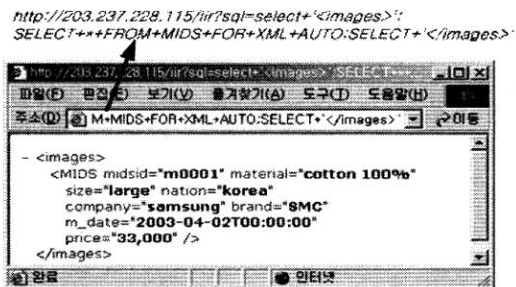 http://203.237.228.115/iir?sql=select+'<images>';
SELECT+*+FROM+MIDS+FOR+XML+AUTO;SELECT+'</images>'
http://203.237.228.115/iir?sql=select+'<images>';SELECT+
파일(F) 편집(E) 보기(V) 즐겨찾기(A) 도구(T) 도움말(H)
주소(D) M+MIDS+FOR+XML+AUTO;SELECT+'</images>' 이동
- <images>
<MIDS midsid="m0001" material="cotton 100%"
size="large" nation="korea"
company="samsung" brand="SMC"
m_date="2003-04-02T00:00:00"
price="33,000" />
</images>
완료 인터넷